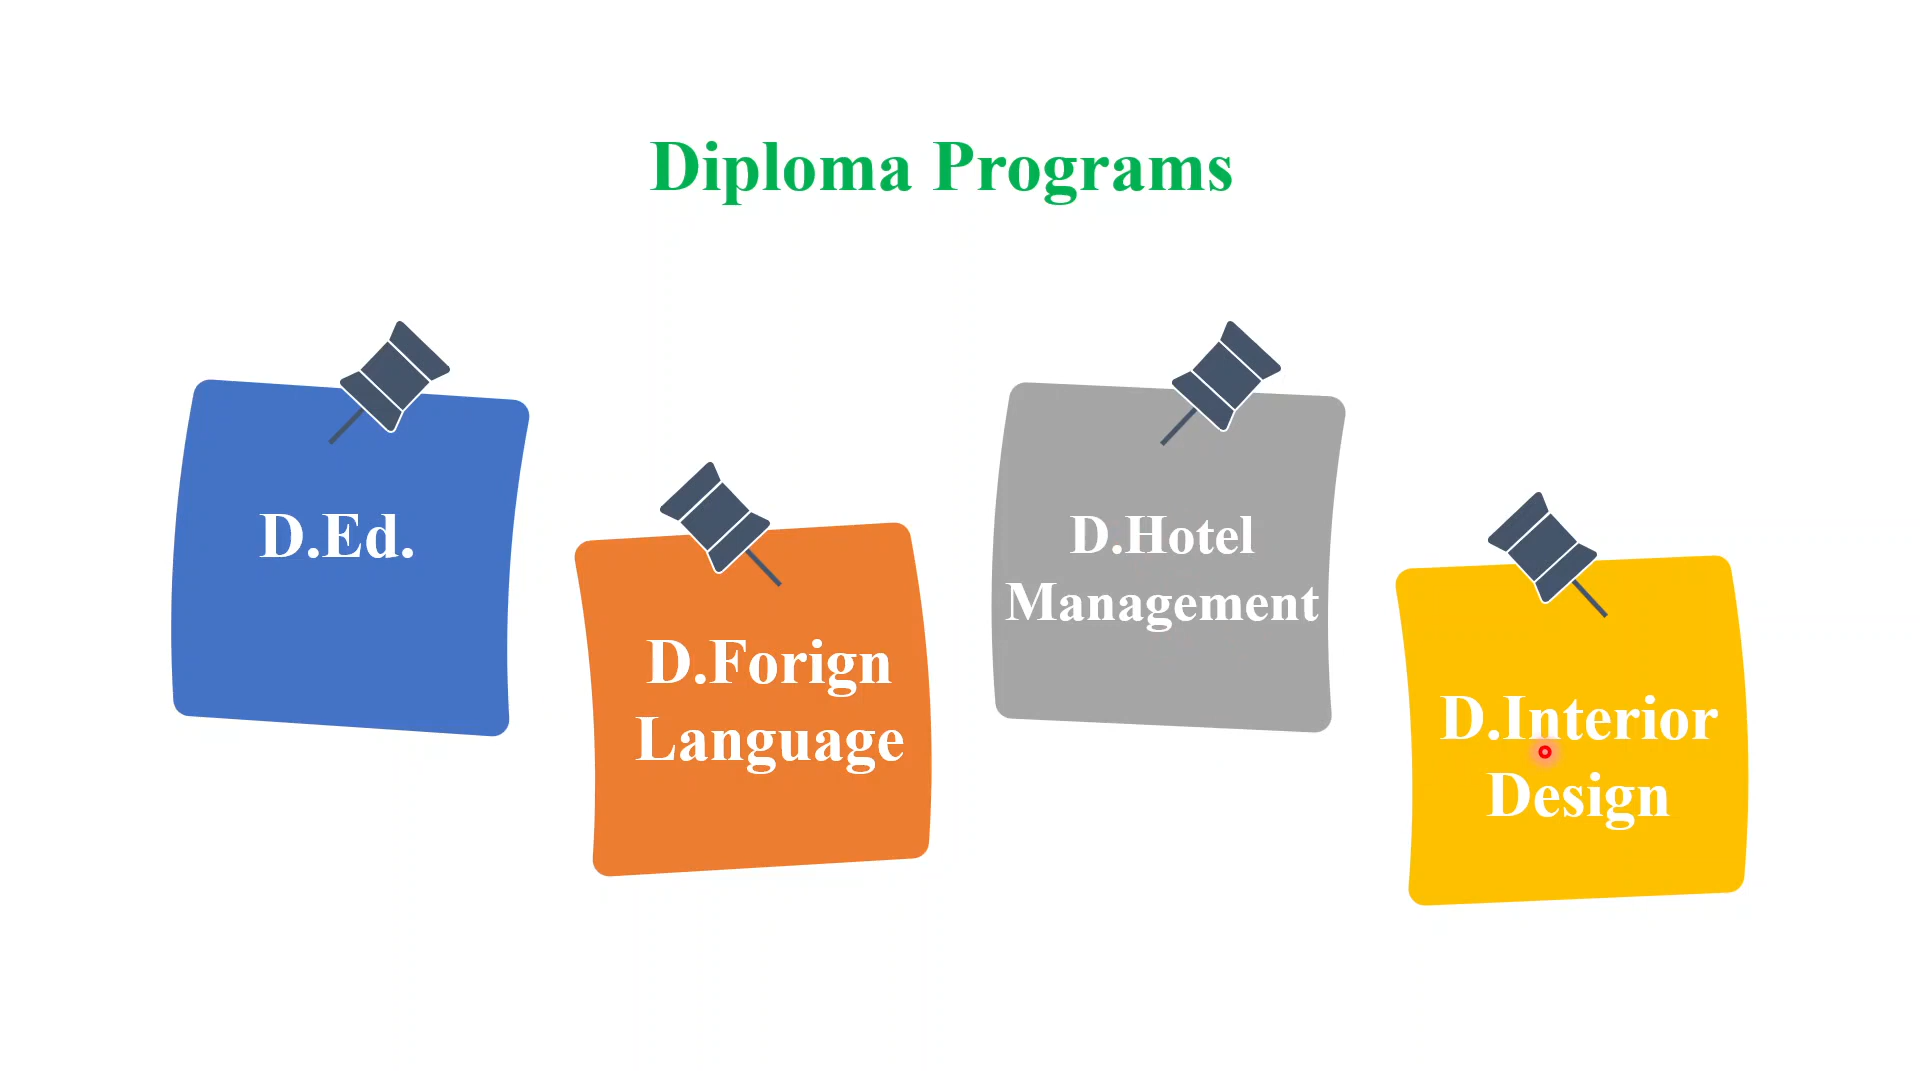 Diploma Programs
D.Ed.
D.Forign
Language
D.Hotel
Management
D.Interior
Design